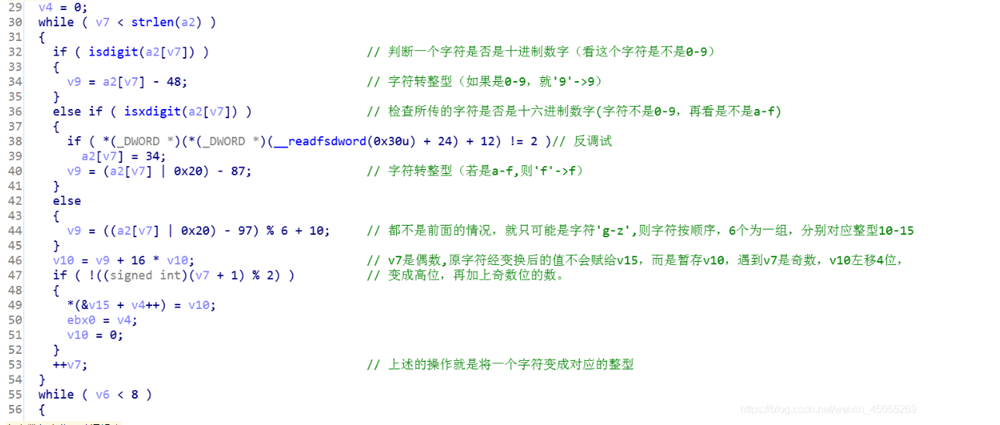 29 v4 = 0;
30 while ( v7 < strlen(a2) )
31 {
32 if ( isdigit(a2[v7]) ) // 判断一个字符是否是十进制数字（看这个字符是不是0-9）
33 {
34 v9 = a2[v7] - 48; // 字符转整型（如果是0-9，就'9'->9）
35 }
36 else if ( isxdigit(a2[v7]) ) // 检查所传的字符是否是十六进制数字(字符不是0-9，再看是不是a-f)
37 {
38 if ( *(_DWORD *)(*(_DWORD *)(__readfsdword(0x30u) + 24) + 12) != 2 )// 反调试
39 a2[v7] = 34;
40 v9 = (a2[v7] | 0x20) - 87; // 字符转整型（若是a-f,则'f'->f）
41 }
42 else
43 {
44 v9 = ((a2[v7] | 0x20) - 97) % 6 + 10; // 都不是前面的情况，就只可能是字符'g-z',则字符按顺序，6个为一组，分别对应整型10-15
45 }
46 v10 = v9 + 16 * v10; // v7是偶数,原字符经变换后的值不会赋给v15，而是暂存v10，遇到v7是奇数，v10左移4位，
47 if ( !((signed int)(v7 + 1) % 2) ) // 变成高位，再加上奇数位的数。
48 {
49 *(&v15 + v4++) = v10;
50 ebx0 = v4;
51 v10 = 0;
52 }
53 ++v7; // 上述的操作就是将一个字符变成对应的整型
54 }
55 while ( v6 < 8 )
56 {
https://blog.csdn.net/weixin_45055269